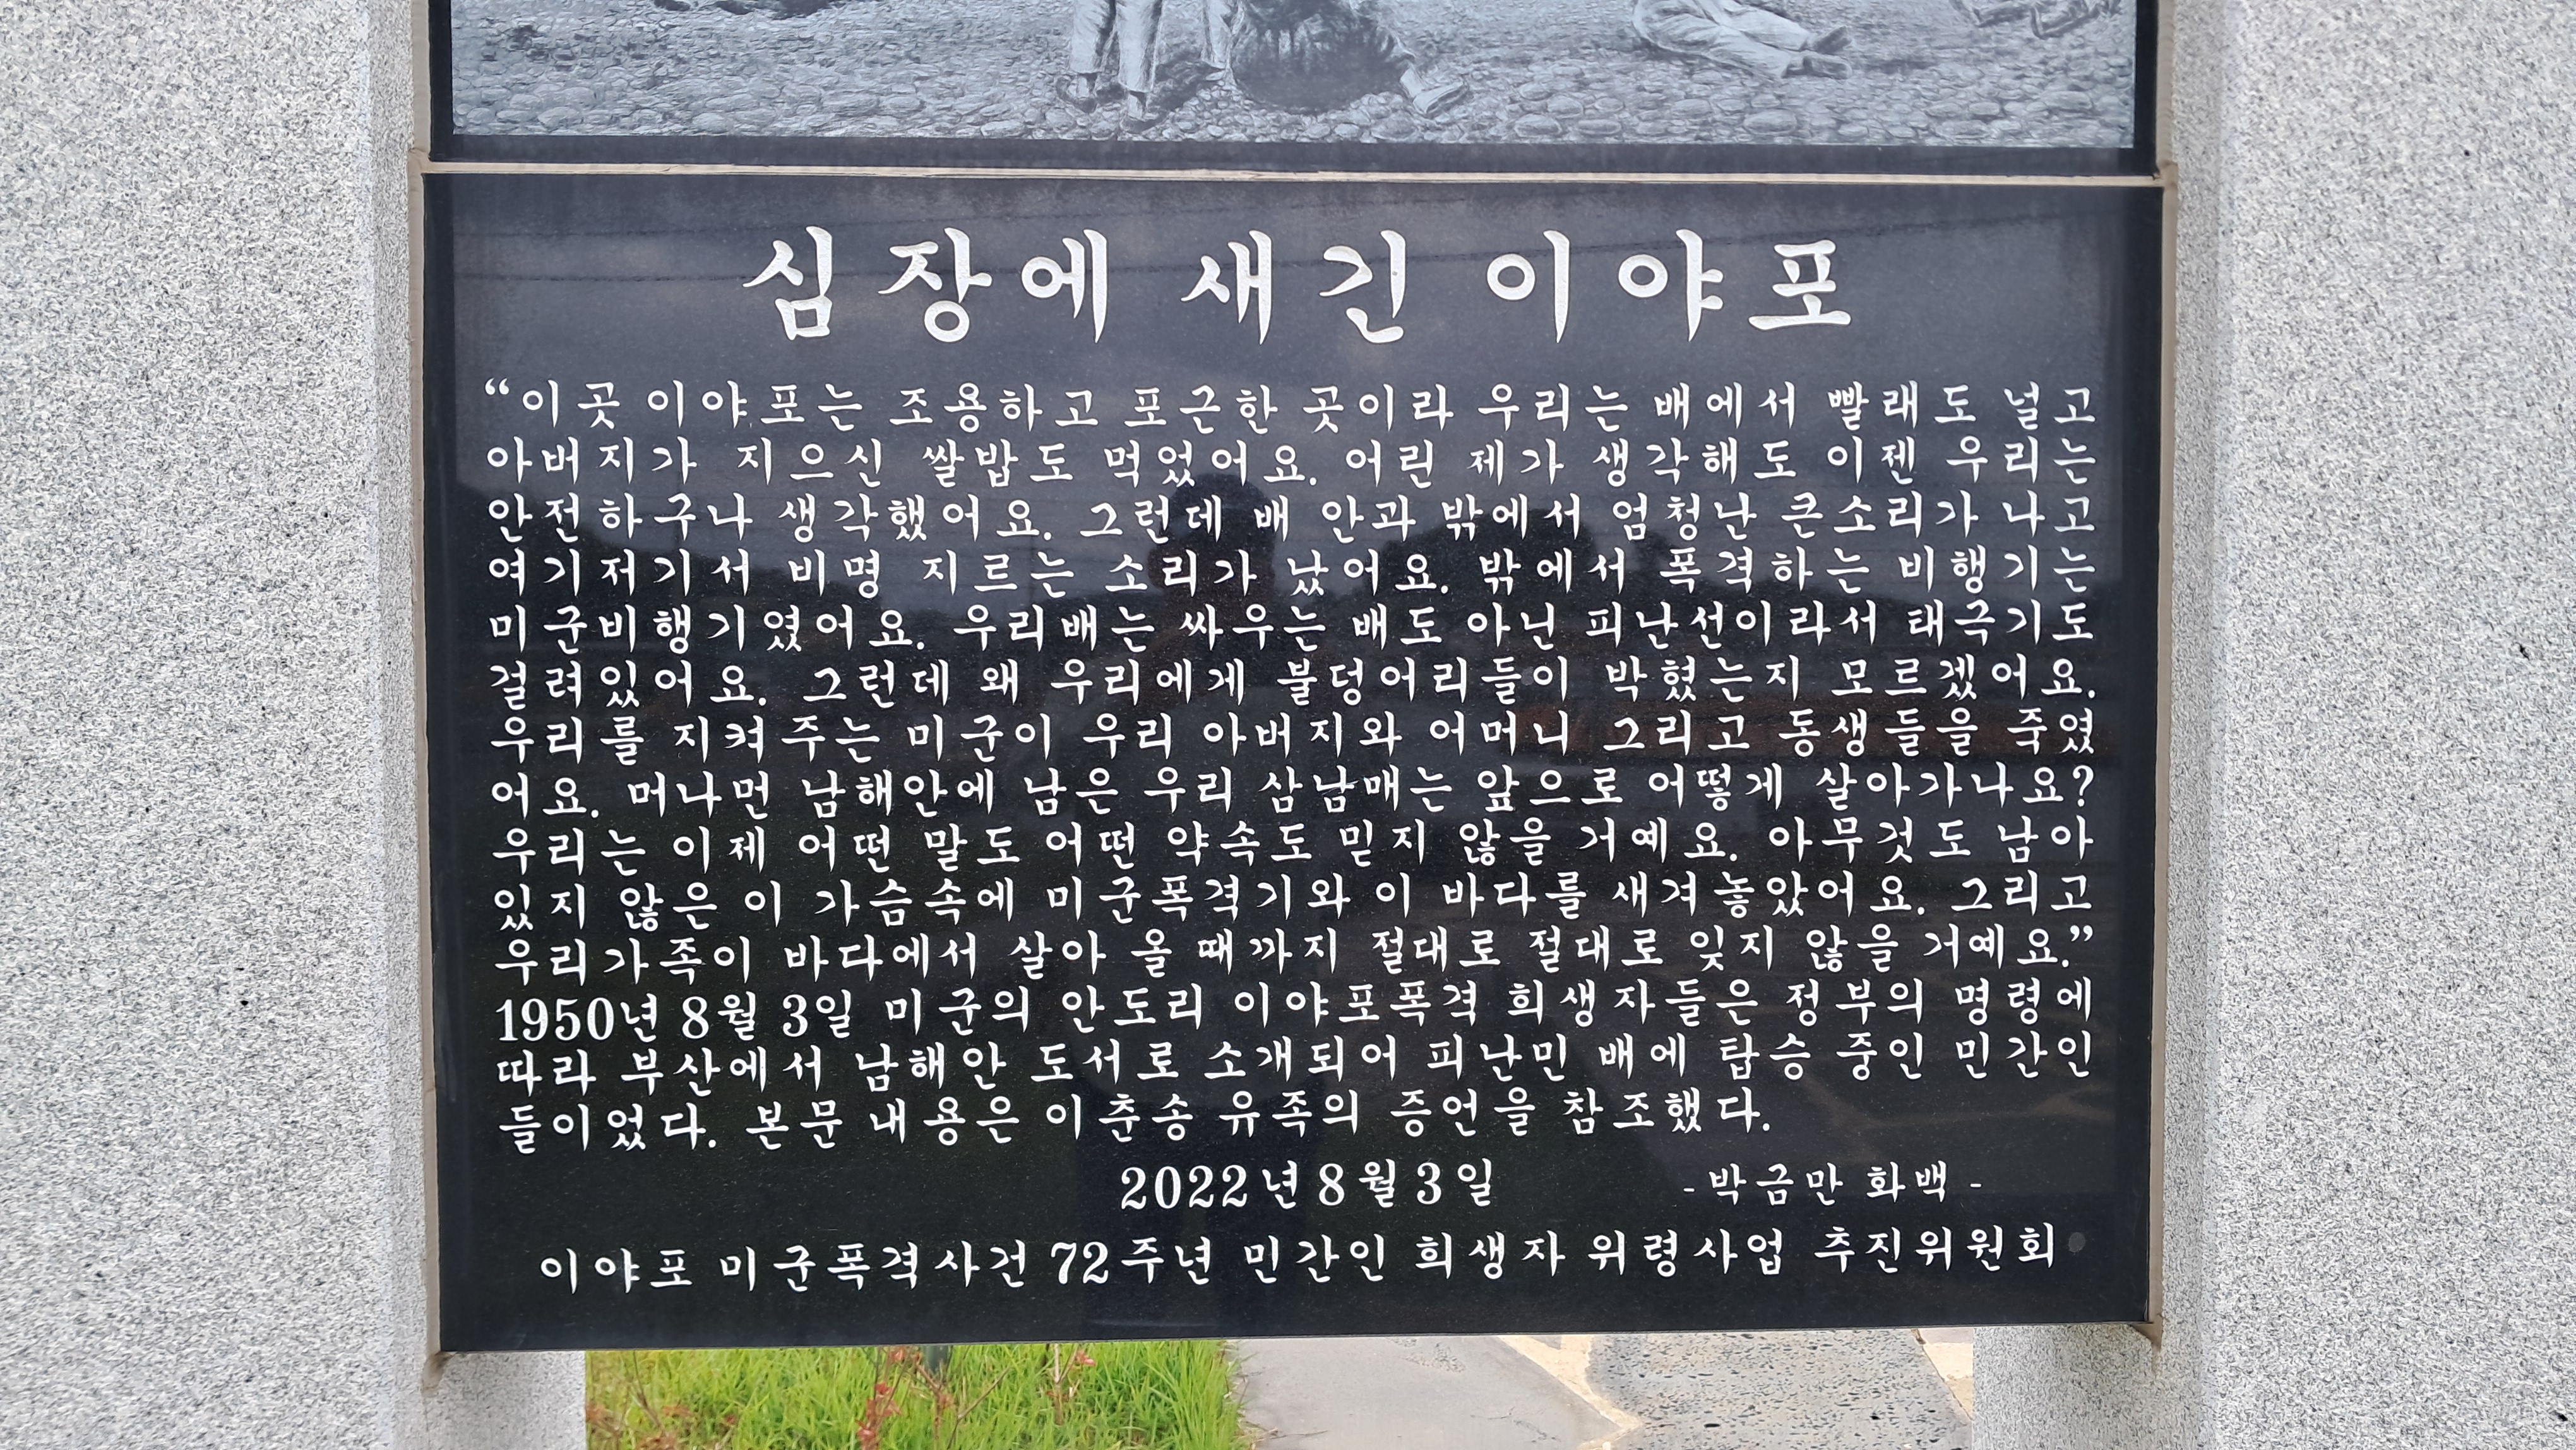 심장에 새긴 이야포
“이곳 이야포는 조용하고 포근한 곳이라 우리는 배에서 빨래도 널고
아버지가 지으신 쌀밥도 먹었어요. 어린 제가 생각해도 이젠 우리는
안전하구나 생각했어요. 그런데 배 안과 밖에서 엄청난 큰소리가 나고
여기저기서 비명 지르는 소리가 났어요. 밖에서 폭격하는 비행기는
미군비행기였어요. 우리배는 싸우는 배도 아닌 피난선이라서 태극기도
걸려있어요. 그런데 왜 우리에게 불덩어리들이 박혔는지 모르겠어요.
우리를 지켜주는 미군이 우리 아버지와 어머니 그리고 동생들을 죽였
어요. 머나먼 남해안에 남은 우리 삼남매는 앞으로 어떻게 살아가나요?
우리는 이제 어떤 말도 어떤 약속도 믿지 않을 거예요. 아무것도 남아
있지 않은 이 가슴속에 미군폭격기와 이 바다를 새겨놓았어요. 그리고
우리가족이 바다에서 살아 올 때까지 절대로 절대로 잊지 않을 거예요.”
1950년 8월 3일 미군의 안도리 이야포폭격 희생자들은 정부의 명령에
따라 부산에서 남해안 도서로 소개되어 피난민 배에 탑승 중인 민간인
들이었다. 본문 내용은 이춘송 유족의 증언을 참조했다.
2022년 8월 3일 -박금만 화백-
이야포 미군폭격사건 72주년 민간인 희생자 위령사업 추진위원회